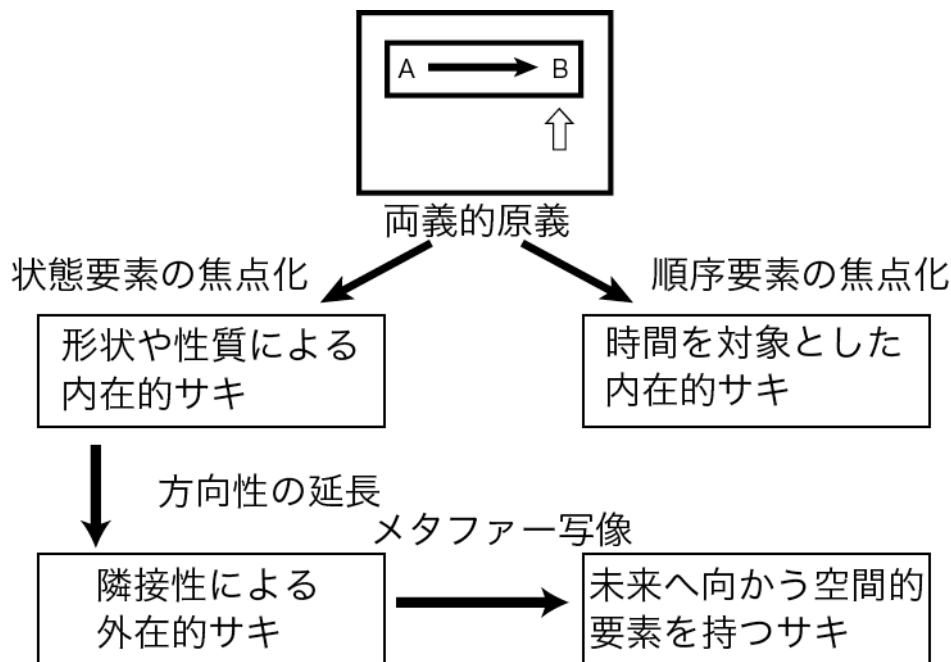 A B
両義的原義
状態要素の焦点化
順序要素の焦点化
形状や性質による
内在的サキ
時間を対象とした
内在的サキ
方向性の延長
メタファー写像
隣接性による
外在的サキ
未来へ向かう空間的
要素を持つサキ